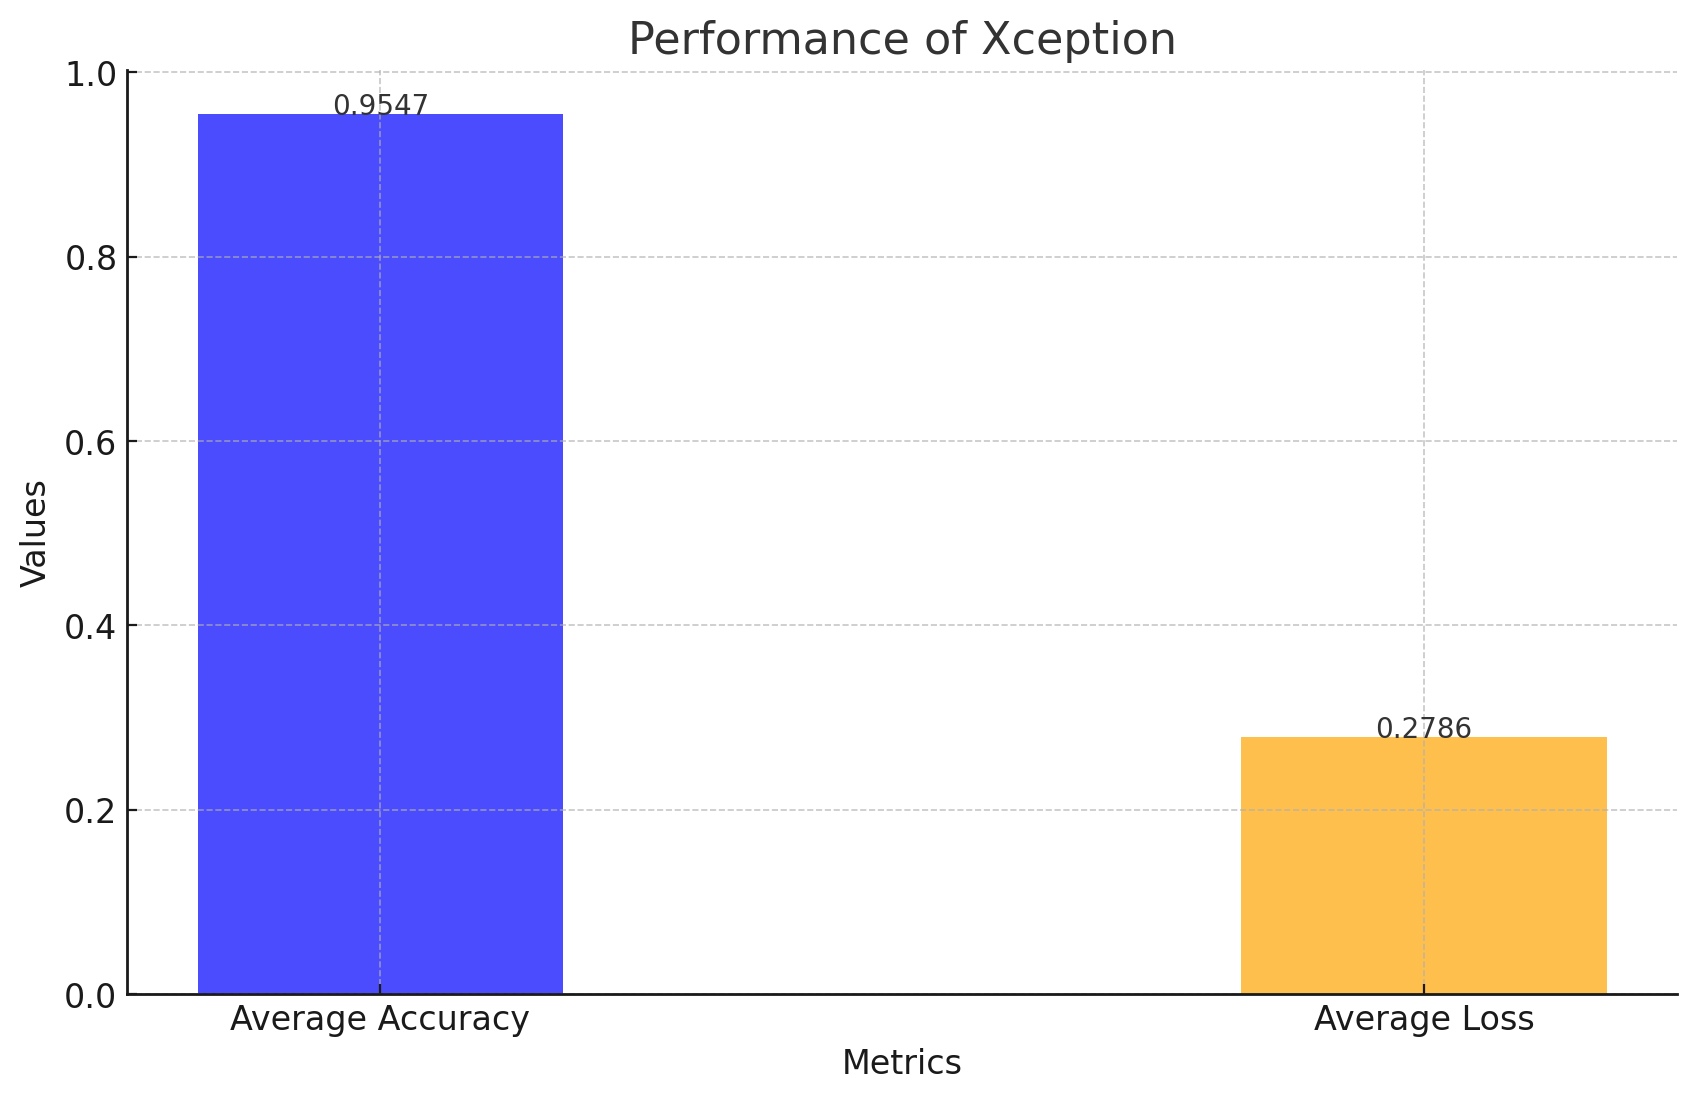 Performance of Xception
1.0
0.8
0.6
0.4
0.2
0.0
Values
0.9547
0.2786
Average Accuracy
Average Loss
Metrics